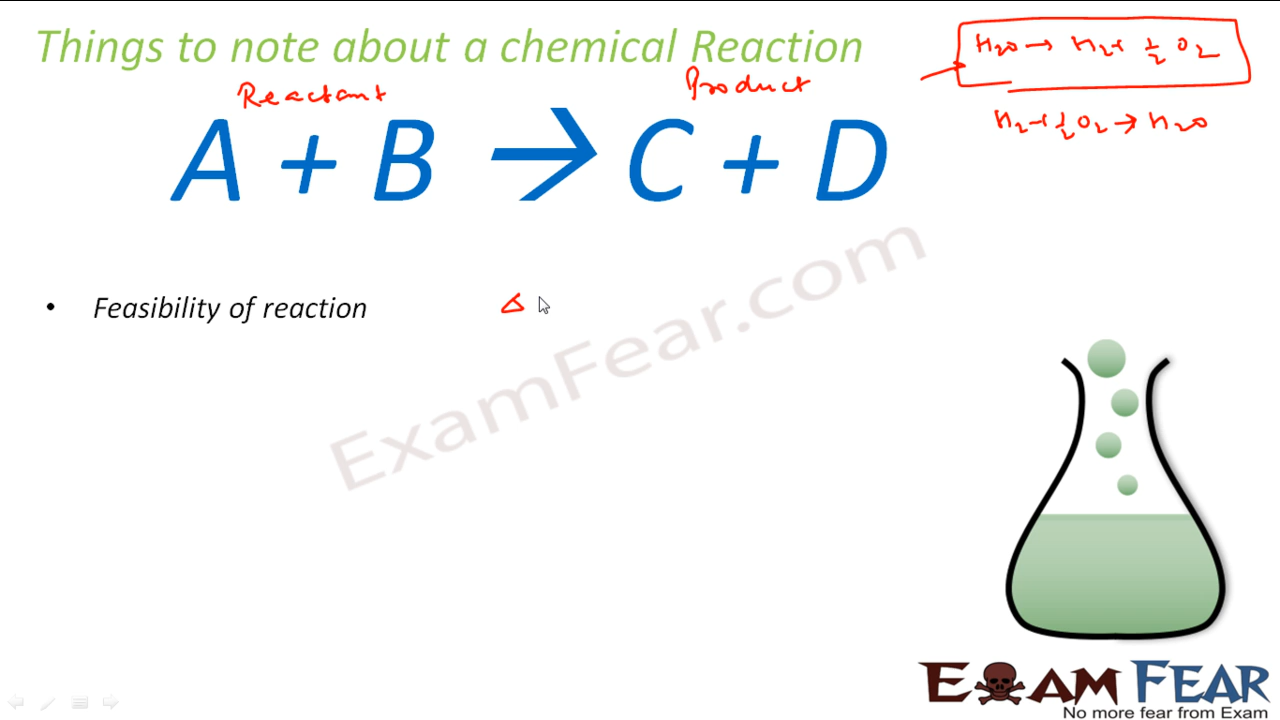 Things to note about a chemical Reaction
H2O → H2 + 1/2 O2
Reactant
Product
H2 + 1/2 O2 → H2O
A + B → C + D
Feasibility of reaction
Δ
ExamFear.com
EXAM FEAR
No more fear from Exam